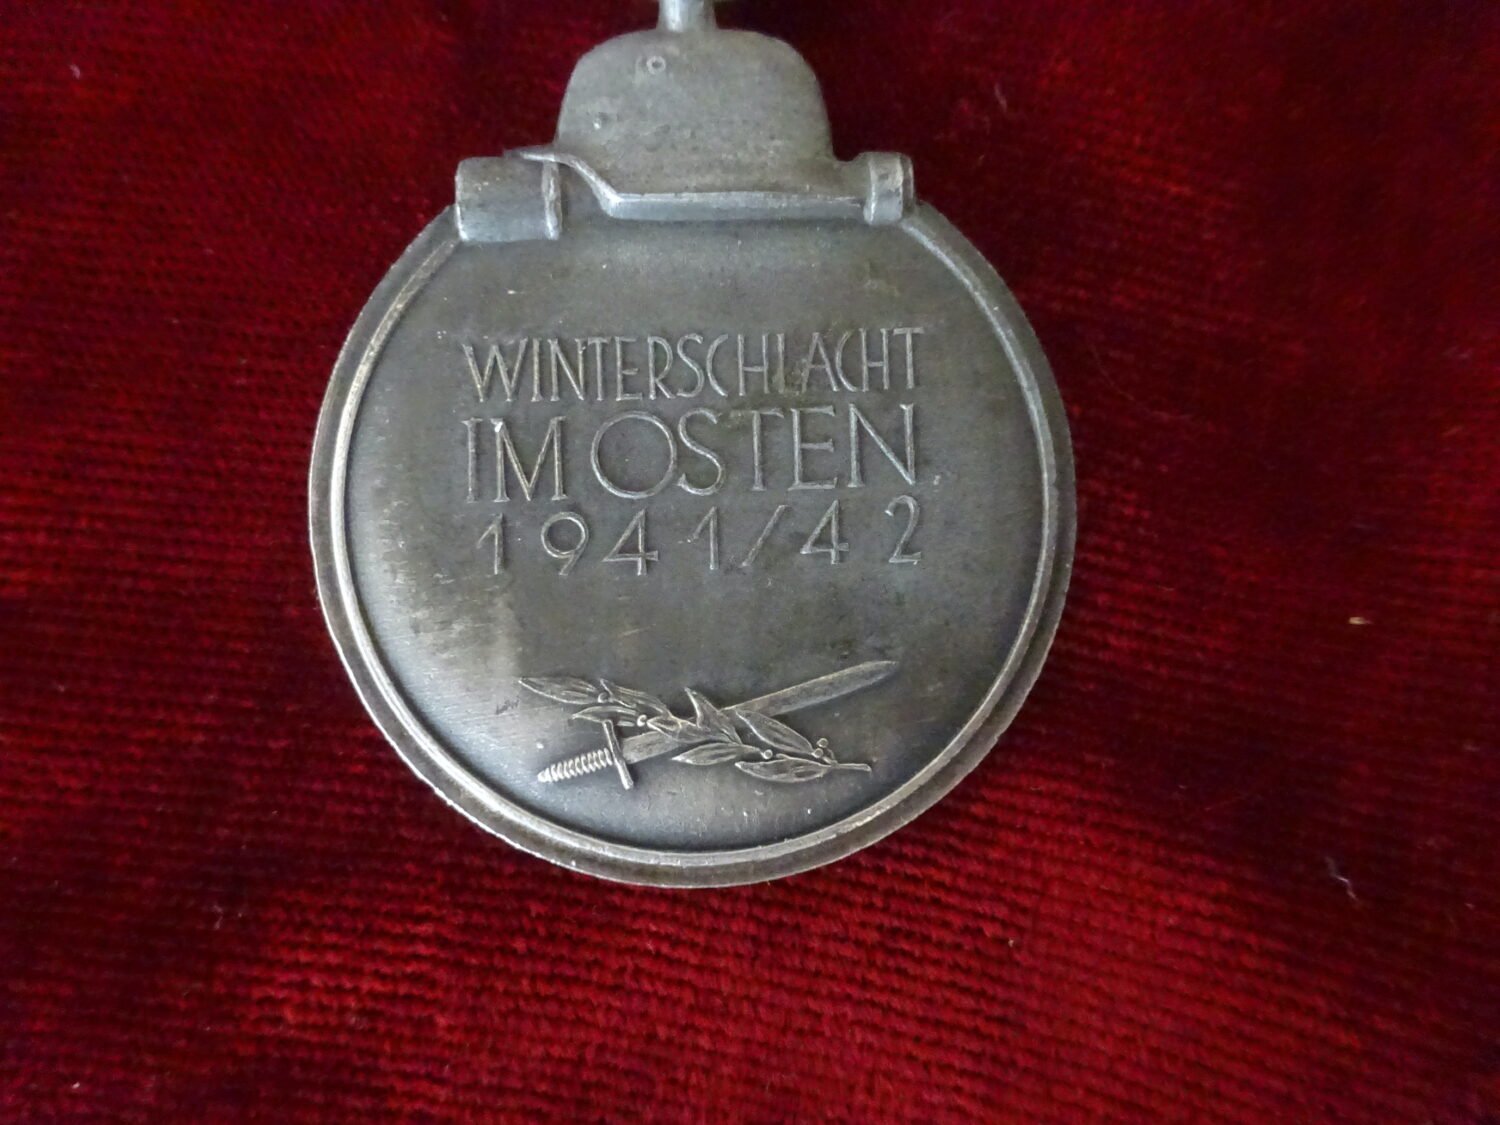 WINTERSCHLACHT
IM OSTEN
1941/42